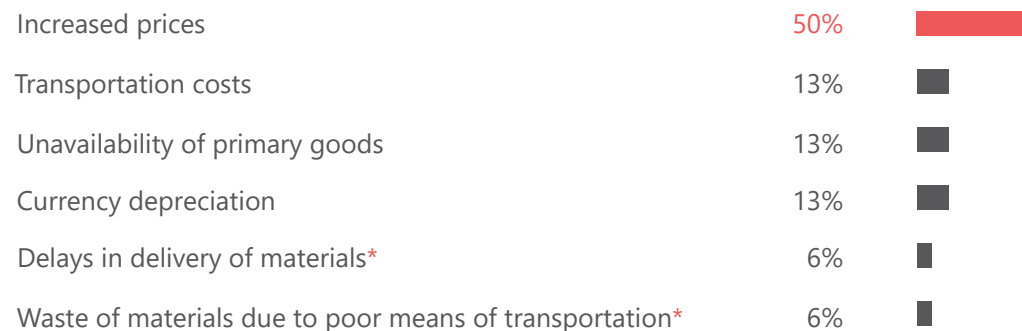 Increased prices 50%
Transportation costs 13%
Unavailability of primary goods 13%
Currency depreciation 13%
Delays in delivery of materials* 6%
Waste of materials due to poor means of transportation* 6%